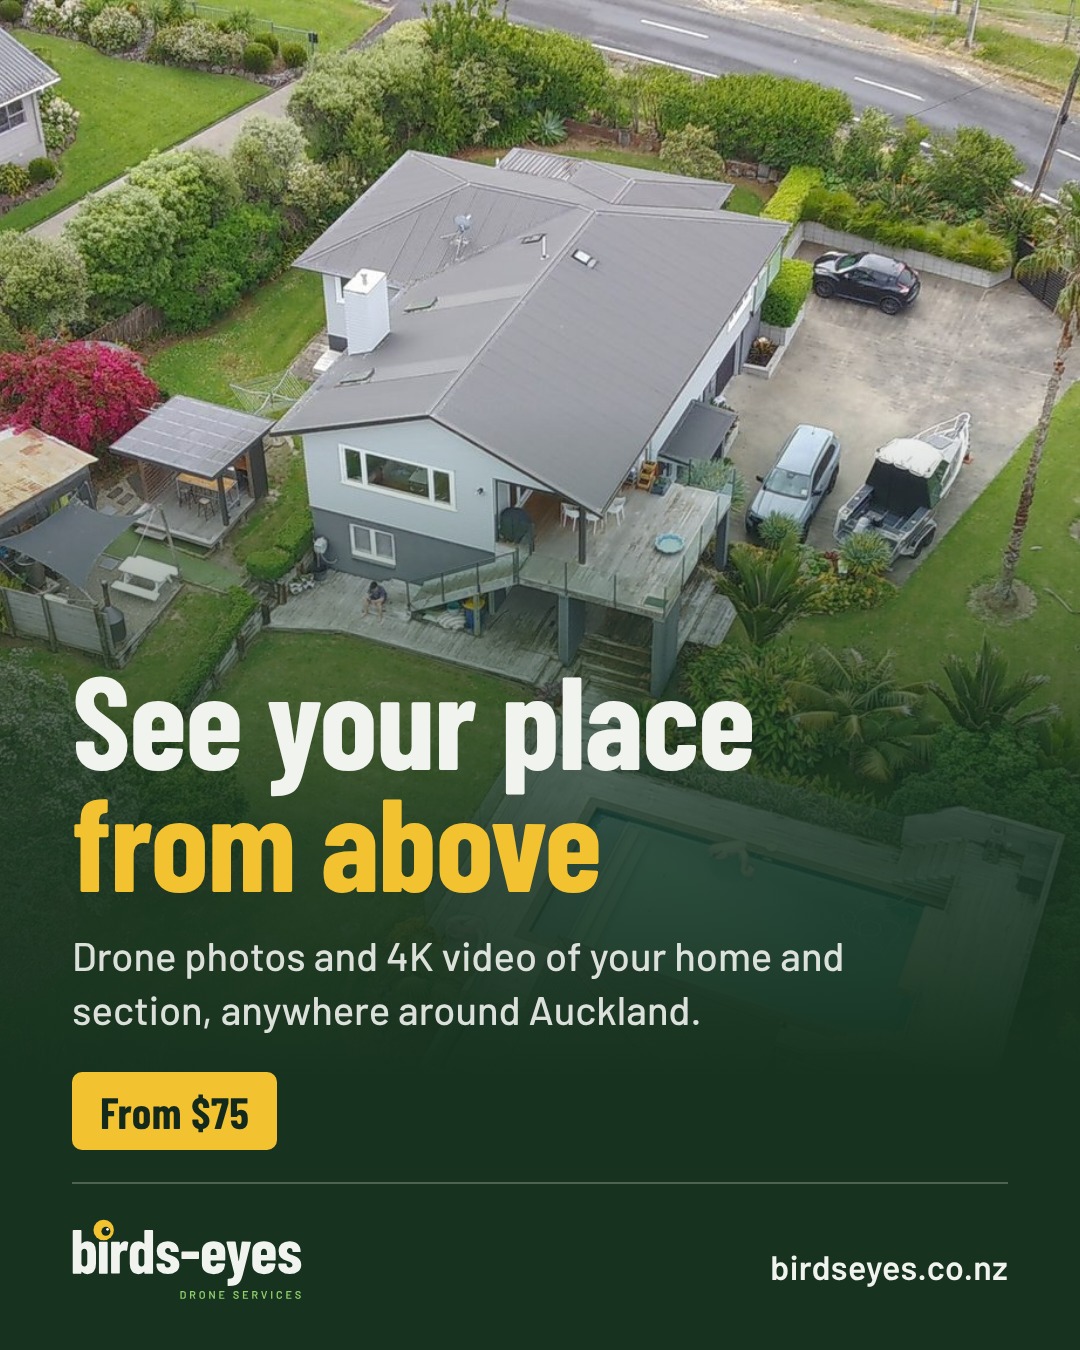 See your place
from above
Drone photos and 4K video of your home and
section, anywhere around Auckland.
From $75
birds-eyes
DRONE SERVICES
birdseyes.co.nz